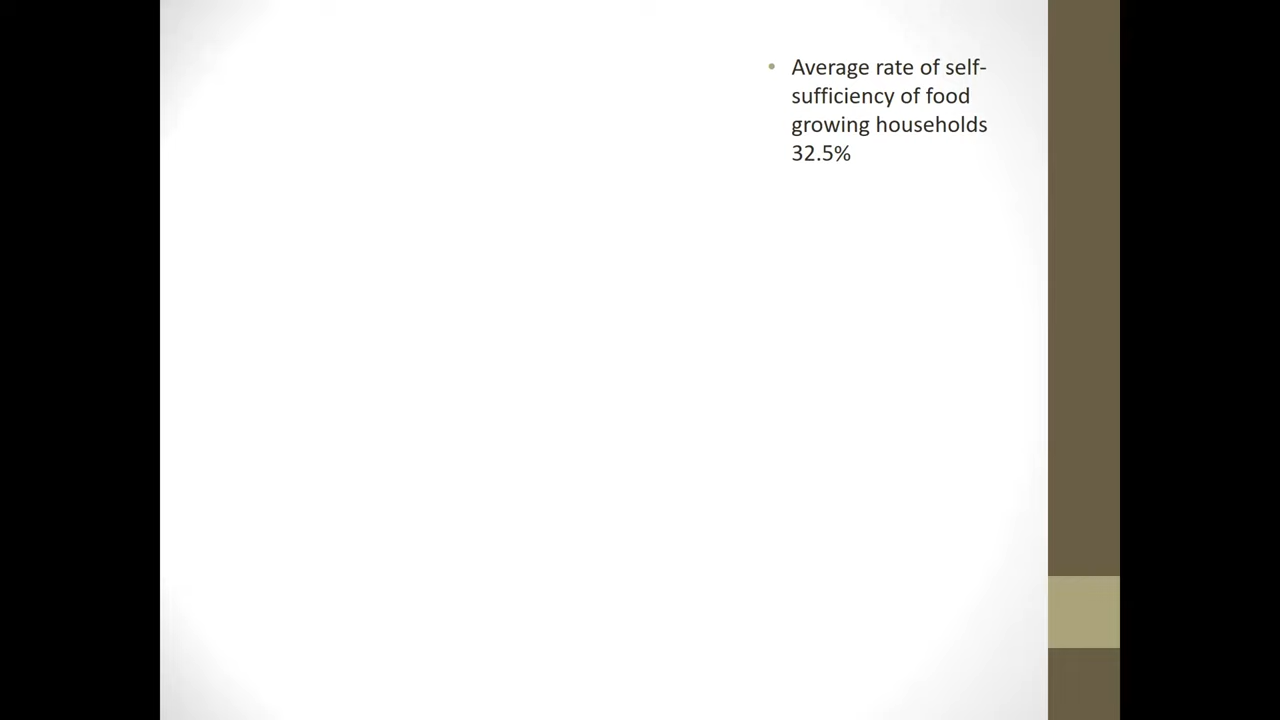 • Average rate of self-
sufficiency of food
growing households
32.5%